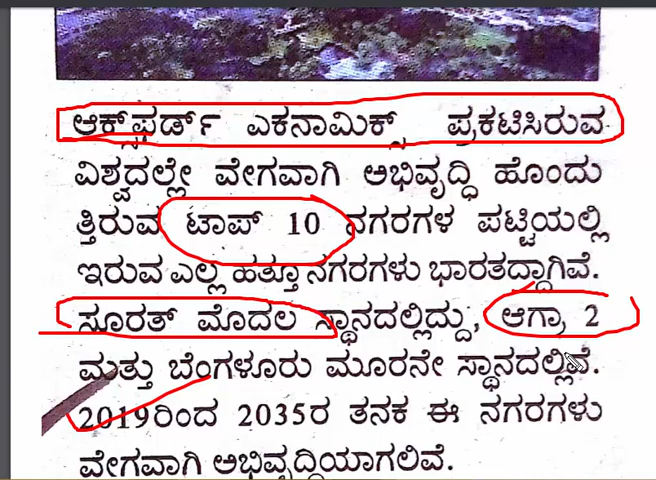 ಆಕ್ಸ್‌ಫರ್ಡ್ ಎಕನಾಮಿಕ್ಸ್ ಪ್ರಕಟಿಸಿರುವ
ವಿಶ್ವದಲ್ಲೇ ವೇಗವಾಗಿ ಅಭಿವೃದ್ಧಿ ಹೊಂದು
ತ್ತಿರುವ ಟಾಪ್ 10 ನಗರಗಳ ಪಟ್ಟಿಯಲ್ಲಿ
ಇರುವ ಎಲ್ಲ ಹತ್ತೂ ನಗರಗಳು ಭಾರತದ್ದಾಗಿವೆ.
ಸೂರತ್ ಮೊದಲ ಸ್ಥಾನದಲ್ಲಿದ್ದು, ಆಗ್ರಾ 2
ಮತ್ತು ಬೆಂಗಳೂರು ಮೂರನೇ ಸ್ಥಾನದಲ್ಲಿವೆ.
2019ರಿಂದ 2035ರ ತನಕ ಈ ನಗರಗಳು
ವೇಗವಾಗಿ ಅಭಿವೃದ್ಧಿಯಾಗಲಿವೆ.